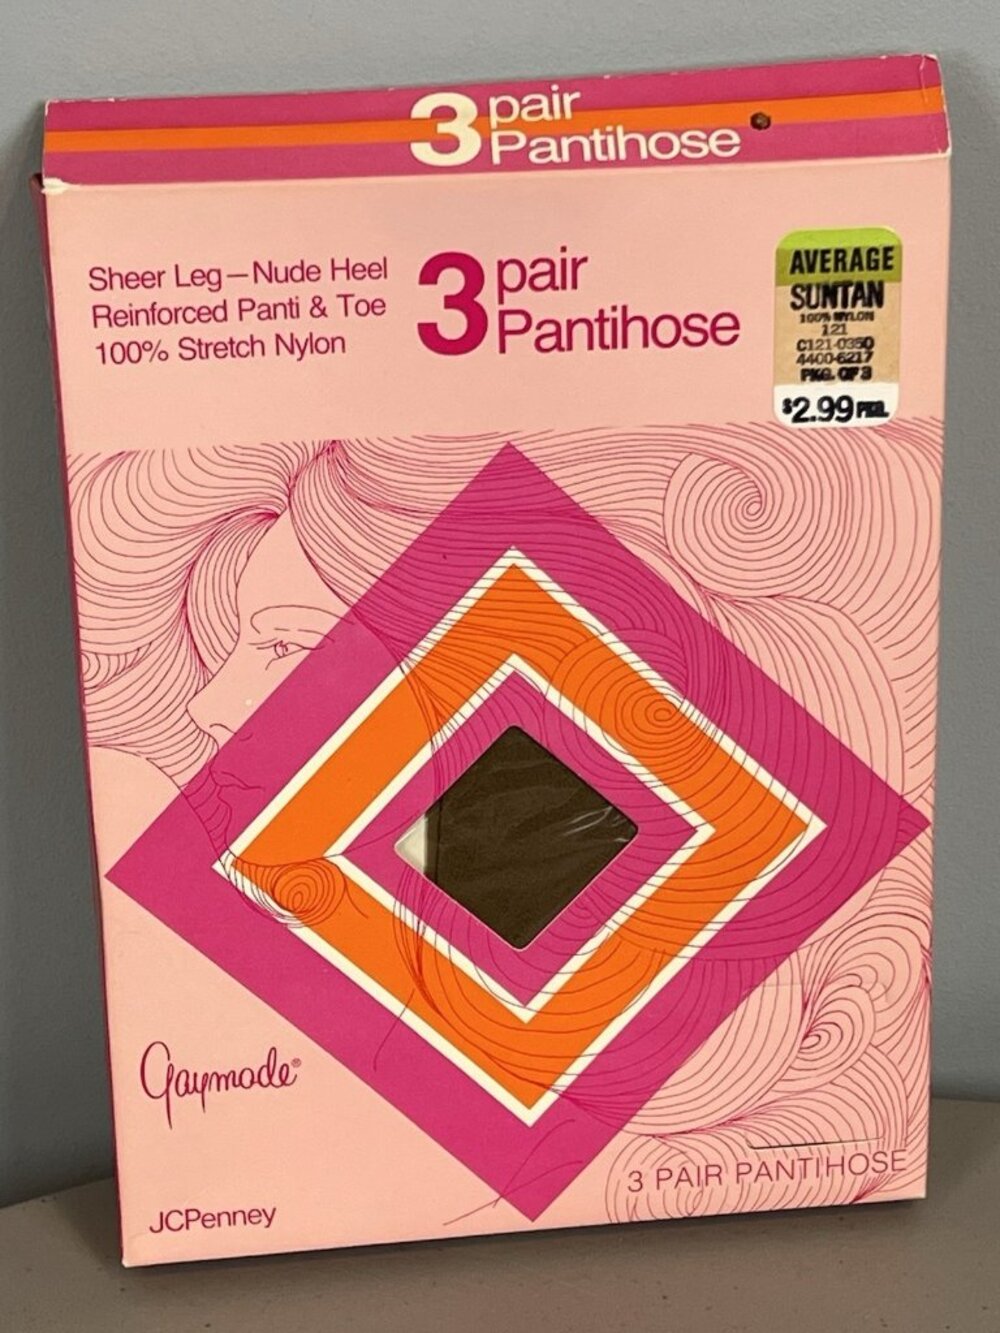 3 pair
Pantihose
Sheer Leg—Nude Heel
Reinforced Panti & Toe
100% Stretch Nylon
3 pair
Pantihose
AVERAGE
SUNTAN
100% NYLON
121
C121-0350
4400-6217
PKG. OF 3
$2.99 PKG.
Gaymode®
JCPenney
3 PAIR PANTIHOSE